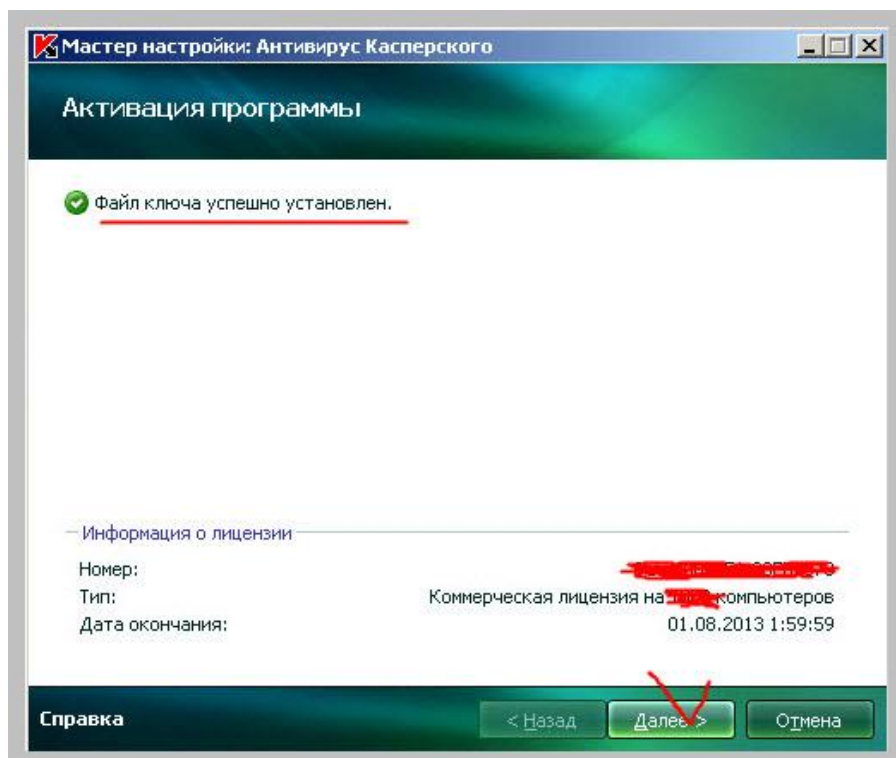 Мастер настройки: Антивирус Касперского
Активация программы
Файл ключа успешно установлен.
Информация о лицензии
Номер:
Тип: Коммерческая лицензия на компьютеров
Дата окончания: 01.08.2013 1:59:59
Справка < Назад Далее > Отмена